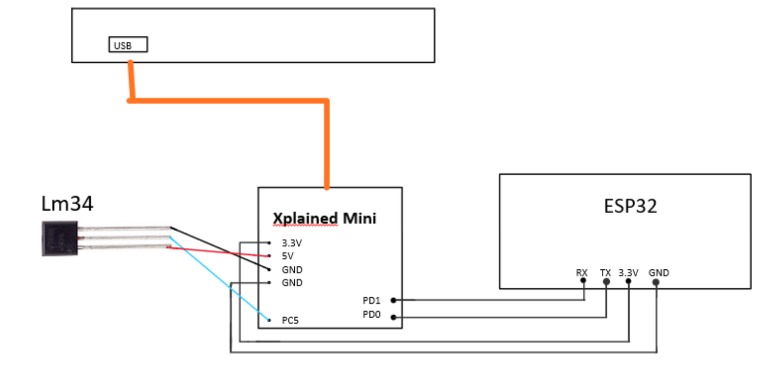 USB
Lm34
Xplained Mini
3.3V
5V
GND
GND
PC5
PD1
PD0
ESP32
RX TX 3.3V GND